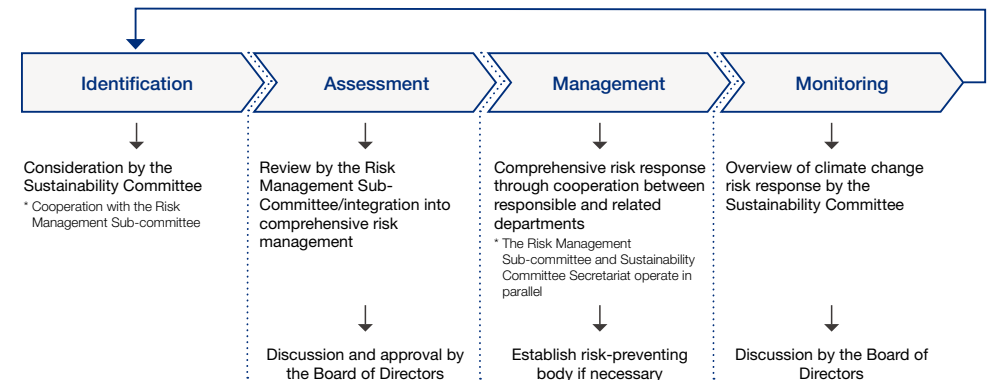 Identification
Assessment
Management
Monitoring
Consideration by the
Sustainability Committee
* Cooperation with the Risk
Management Sub-committee
Review by the Risk
Management Sub-
Committee/integration into
comprehensive risk
management
Discussion and approval by
the Board of Directors
Comprehensive risk response
through cooperation between
responsible and related
departments
* The Risk Management
Sub-committee and Sustainability
Committee Secretariat operate in
parallel
Establish risk-preventing
body if necessary
Overview of climate change
risk response by the
Sustainability Committee
Discussion by the Board of
Directors